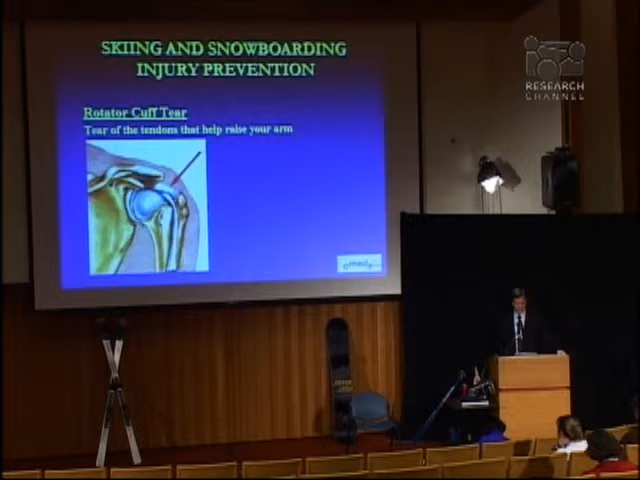 SKIING AND SNOWBOARDING
INJURY PREVENTION
RESEARCH
CHANNEL
Rotator Cuff Tear
Tear of the tendons that help raise your arm